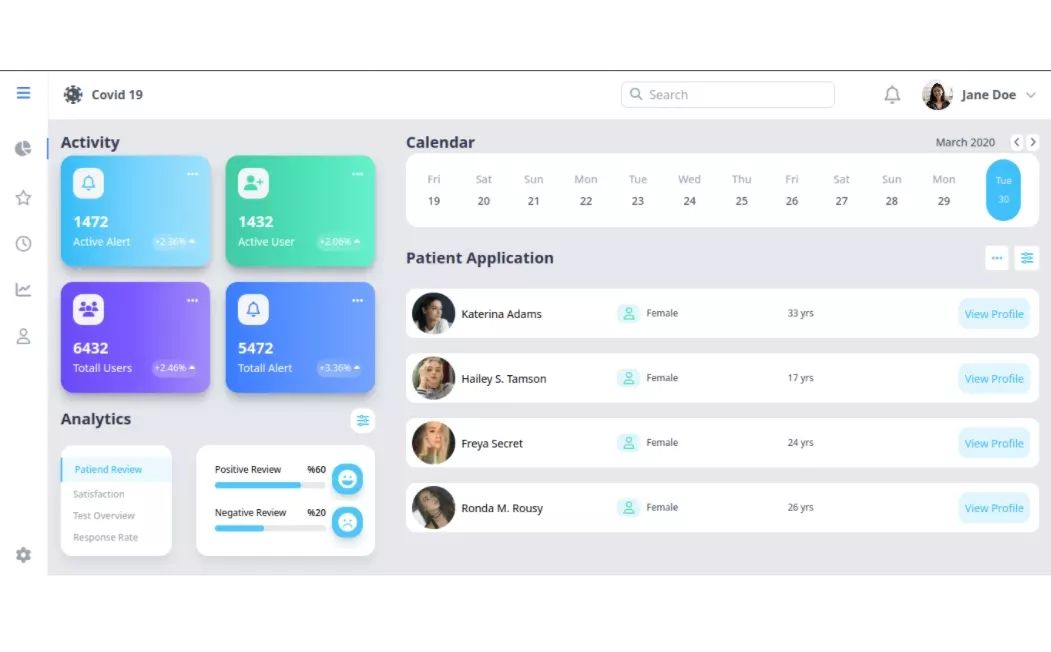 Covid 19
Search
Jane Doe
Activity
1472
Active Alert +2.36%
1432
Active User +2.06%
6432
Totall Users +2.46%
5472
Totall Alert +3.36%
Analytics
Patiend Review
Satisfaction
Test Overview
Response Rate
Positive Review %60
Negative Review %20
Calendar March 2020
Fri Sat Sun Mon Tue Wed Thu Fri Sat Sun Mon Tue
19 20 21 22 23 24 25 26 27 28 29 30
Patient Application
Katerina Adams Female 33 yrs View Profile
Hailey S. Tamson Female 17 yrs View Profile
Freya Secret Female 24 yrs View Profile
Ronda M. Rousy Female 26 yrs View Profile